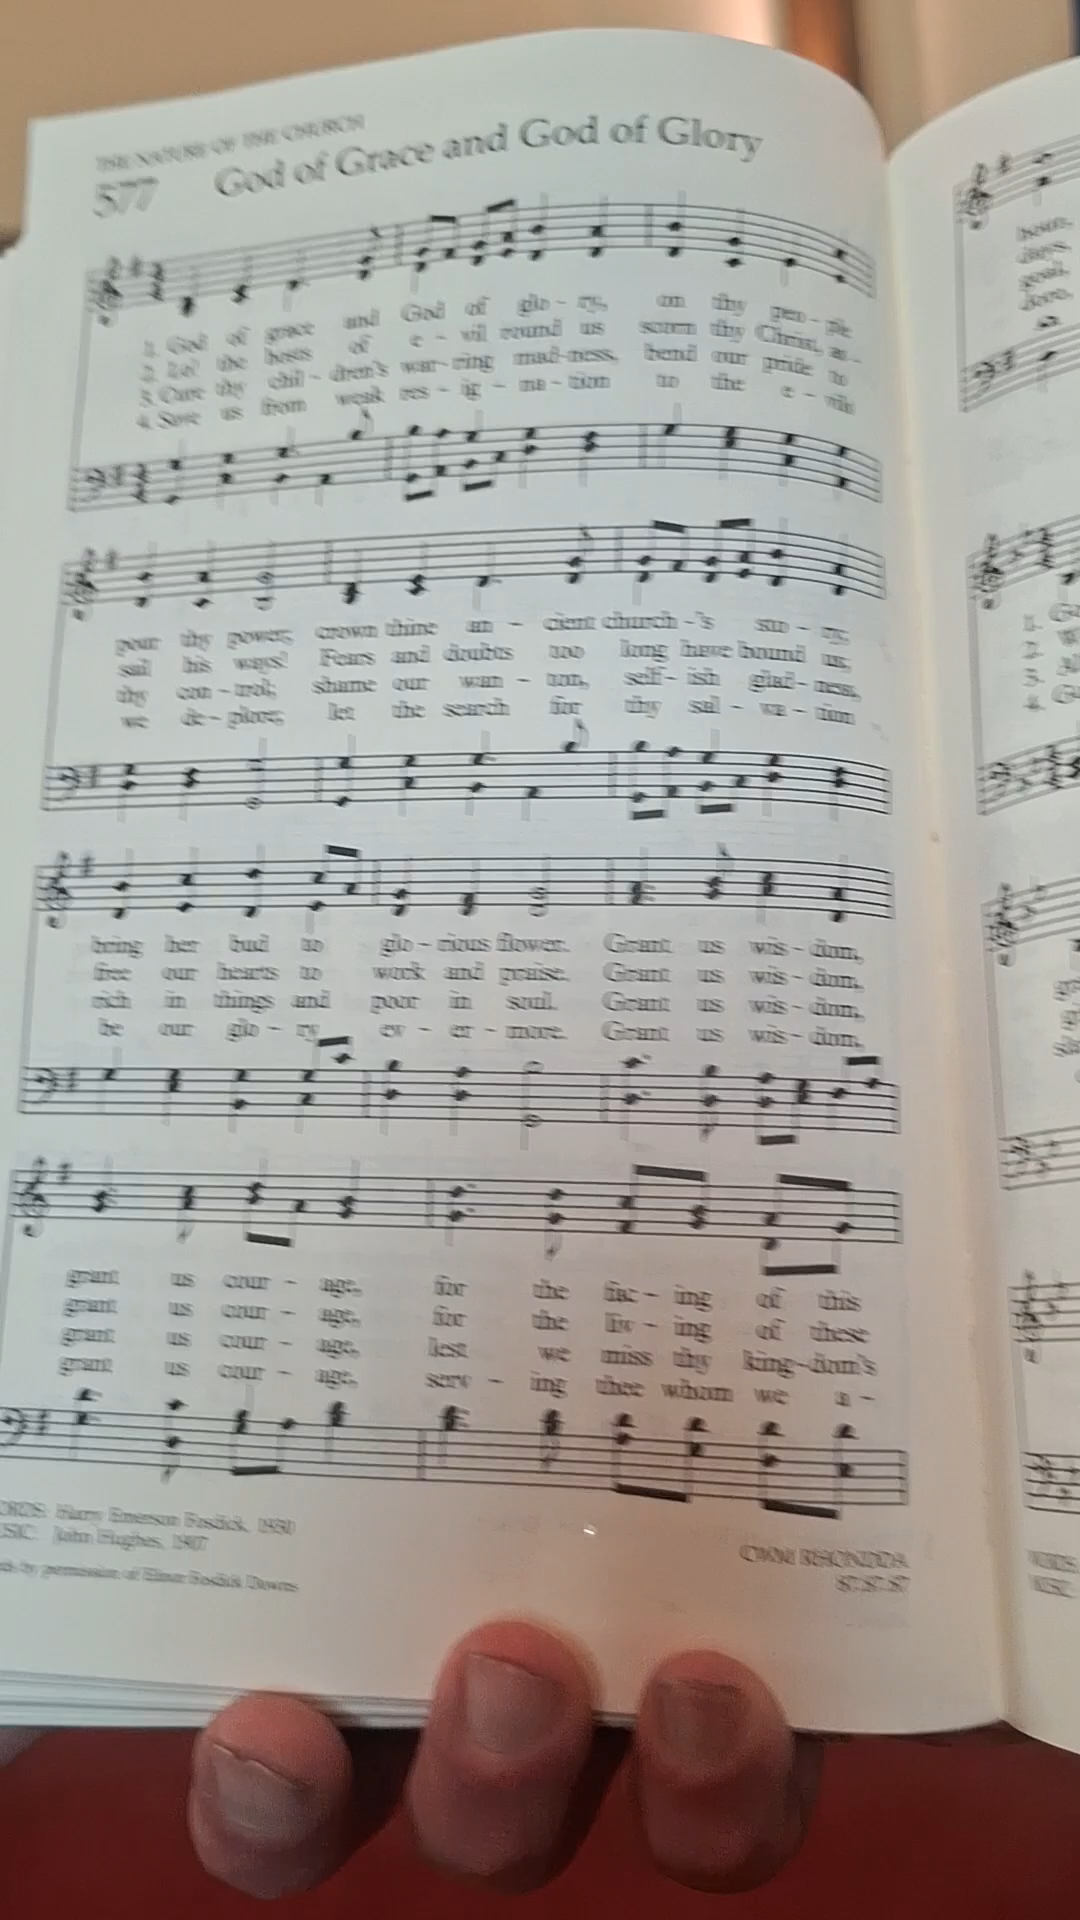 THE NATURE OF THE CHURCH
577 God of Grace and God of Glory
1. God of grace and God of glo - ry, on thy peo - ple
2. Lo! the hosts of e - vil round us scorn thy Christ, as -
3. Cure thy chil - dren's war - ring mad - ness, bend our pride to
4. Save us from weak res - ig - na - tion to the e - vils
pour thy power; crown thine an - cient church - 's sto - ry,
sail his ways! Fears and doubts too long have bound us;
thy con - trol; shame our wan - ton, self - ish glad - ness,
we de - plore; let the search for thy sal - va - tion
bring her bud to glo - rious flower. Grant us wis - dom,
free our hearts to work and praise. Grant us wis - dom,
rich in things and poor in soul. Grant us wis - dom,
be our glo - ry ev - er - more. Grant us wis - dom,
grant us cour - age, for the fac - ing of this
grant us cour - age, for the liv - ing of these
grant us cour - age, lest we miss thy king - dom's
grant us cour - age, serv - ing thee whom we a -
ORDS: Harry Emerson Fosdick, 1930
USIC: John Hughes, 1907
by permission of Elinor Fosdick Downs
CWM RHONDDA
87.87.87